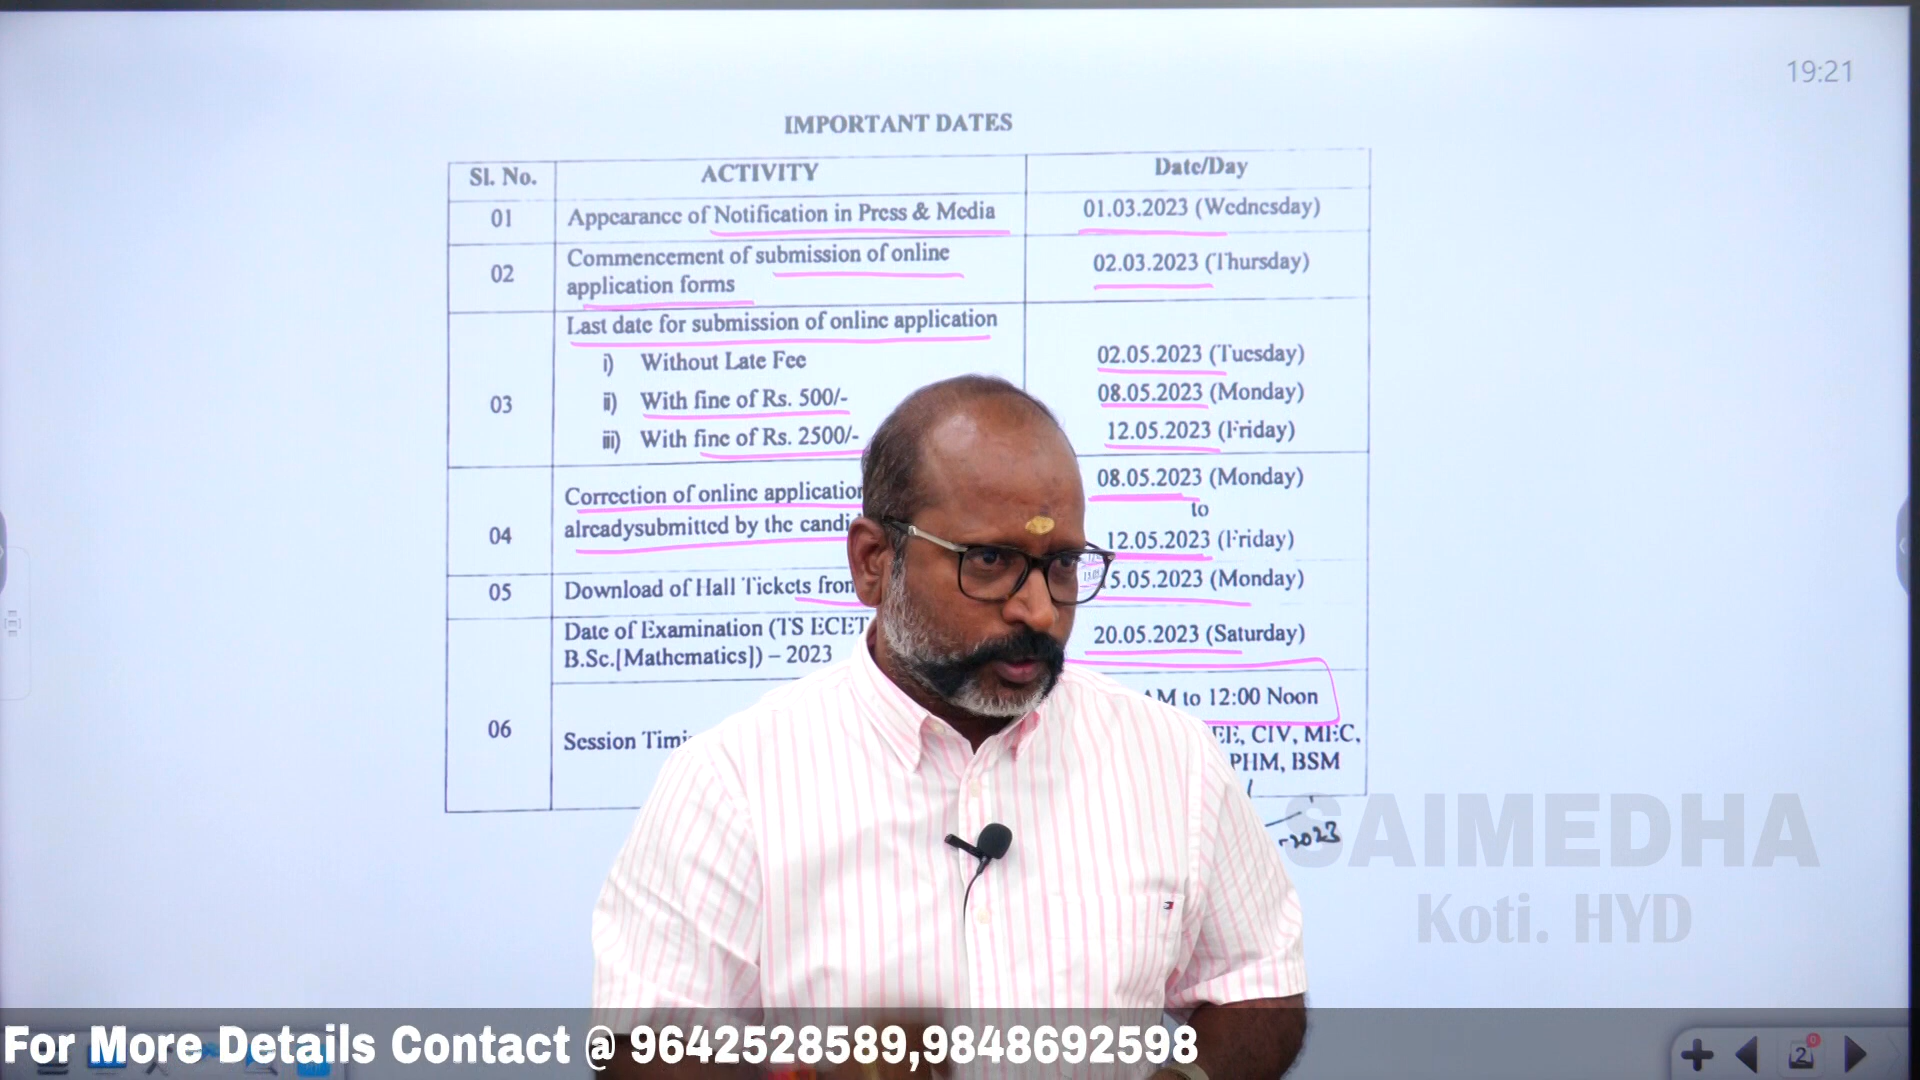 19:21
IMPORTANT DATES
Sl. No. ACTIVITY Date/Day
01 Appearance of Notification in Press & Media 01.03.2023 (Wednesday)
02 Commencement of submission of online application forms 02.03.2023 (Thursday)
03 Last date for submission of online application
i) Without Late Fee 02.05.2023 (Tuesday)
ii) With fine of Rs. 500/- 08.05.2023 (Monday)
iii) With fine of Rs. 2500/- 12.05.2023 (Friday)
04 Correction of online application 08.05.2023 (Monday)
to
alreadysubmitted by the 12.05.2023 (Friday)
05 Download of Hall Tickets from 15.05.2023 (Monday)
06 Date of Examination (TS ECET 20.05.2023 (Saturday)
B.Sc.[Mathematics]) – 2023
AM to 12:00 Noon
Session CIV, MEC,
PHM, BSM
-2023
SAIMEDHA
Koti. HYD
For More Details Contact @ 9642528589,9848692598
2